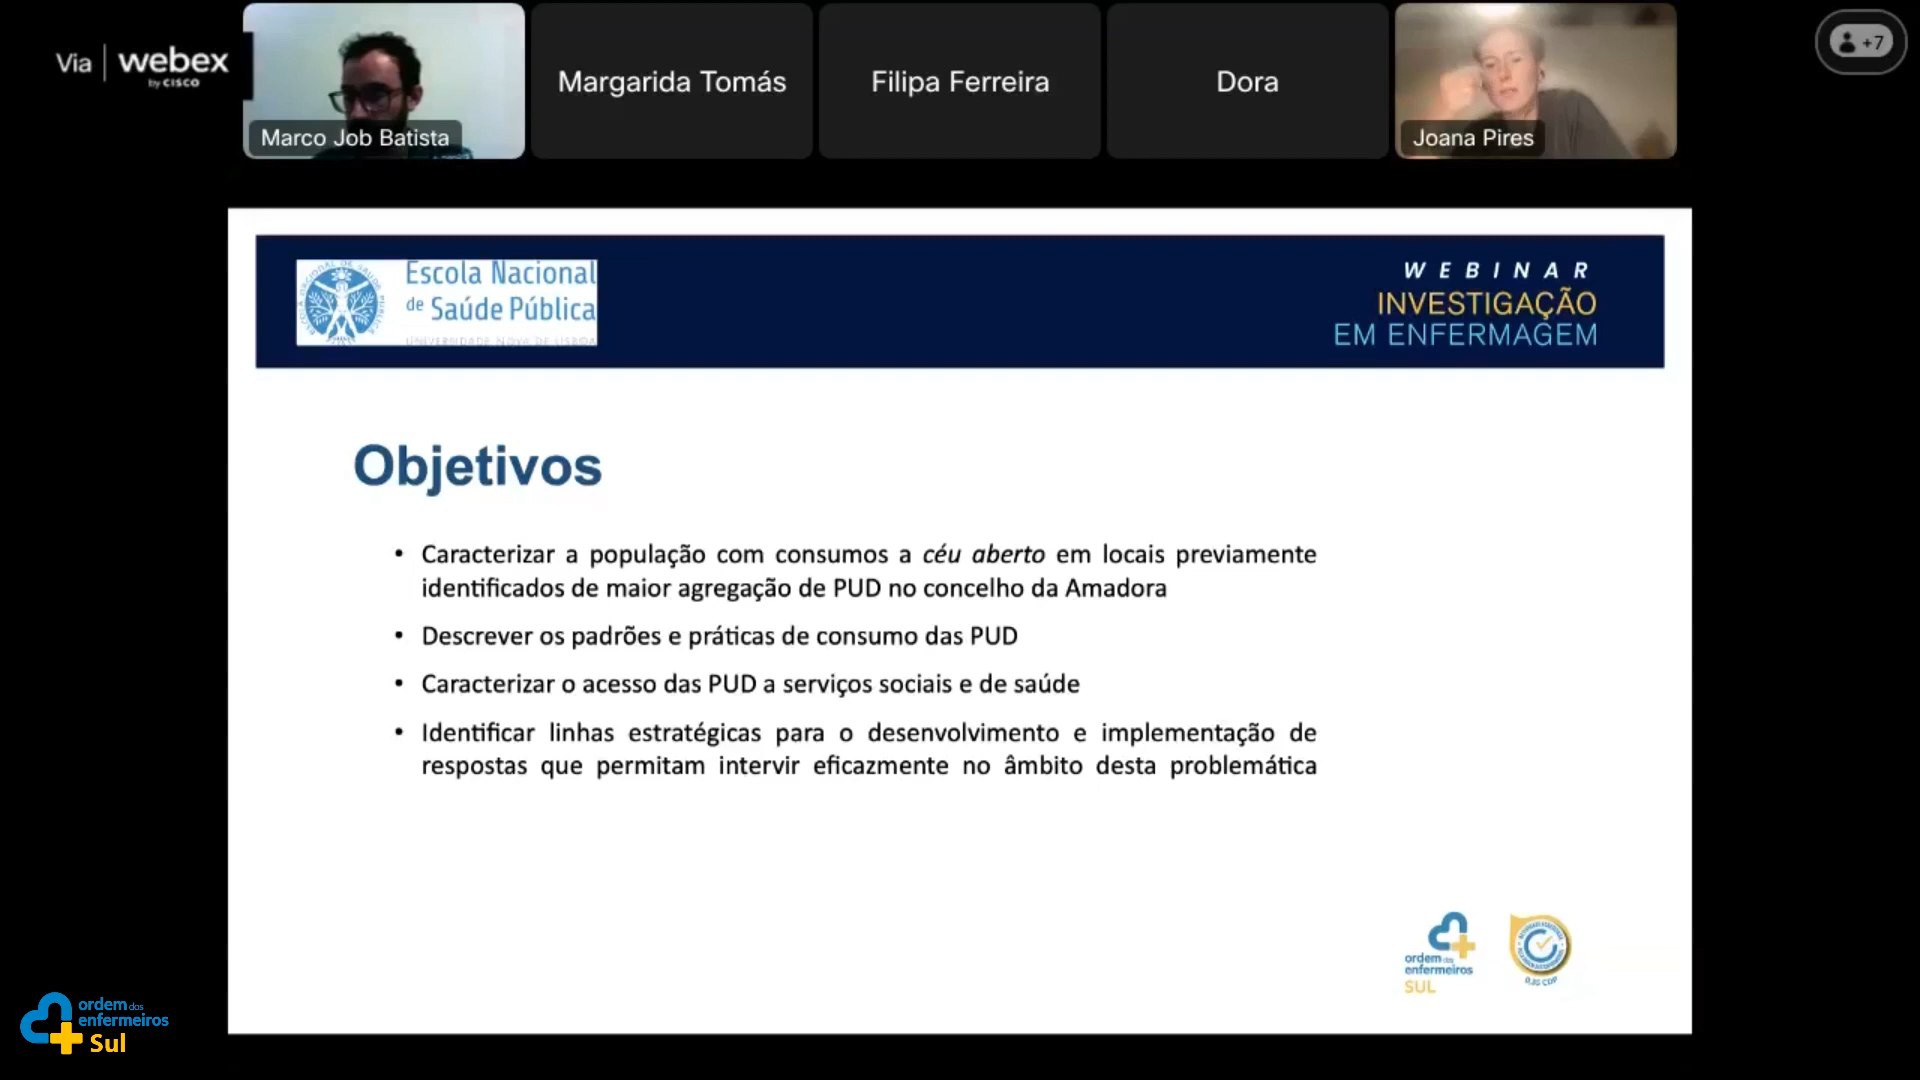 Via webex
by CISCO
Marco Job Batista
Margarida Tomás
Filipa Ferreira
Dora
Joana Pires
+7
Escola Nacional
de Saúde Pública
UNIVERSIDADE NOVA DE LISBOA
WEBINAR
INVESTIGAÇÃO
EM ENFERMAGEM
Objetivos
• Caracterizar a população com consumos a céu aberto em locais previamente
identificados de maior agregação de PUD no concelho da Amadora
• Descrever os padrões e práticas de consumo das PUD
• Caracterizar o acesso das PUD a serviços sociais e de saúde
• Identificar linhas estratégicas para o desenvolvimento e implementação de
respostas que permitam intervir eficazmente no âmbito desta problemática
ordem dos
enfermeiros
SUL
ordem dos
enfermeiros
Sul